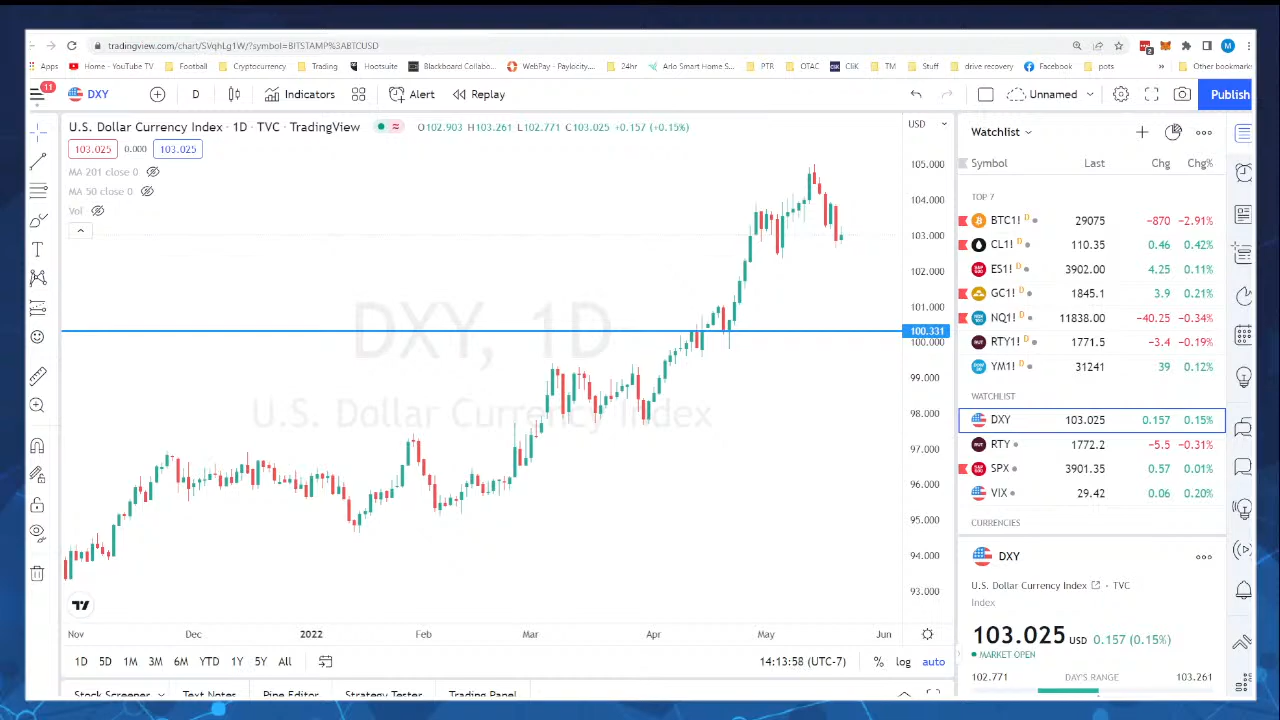 tradingview.com/chart/SVqhLg1W/?symbol=BITSTAMP%3ABTCUSD
Apps Home - YouTube TV Football Cryptocurrency Trading Hootsuite Blackboard Collabo... WebPar - Paylocity.... 24hr Arlo Smart Home S... PTR OTAC C6K TM Stuff drive recovery Facebook pots » Other bookmarks
11 DXY D Indicators Alert Replay Unnamed Publish
U.S. Dollar Currency Index · 1D · TVC · TradingView O102.903 H103.261 L102.771 C103.025 +0.157 (+0.15%)
103.025 0.000 103.025
MA 201 close 0
MA 50 close 0
Vol
USD
105.000
104.000
103.000
102.000
101.000
100.331
100.000
99.000
98.000
97.000
96.000
95.000
94.000
93.000
DXY, 1D
U.S. Dollar Currency Index
Nov Dec 2022 Feb Mar Apr May Jun
1D 5D 1M 3M 6M YTD 1Y 5Y All 14:13:58 (UTC-7) % log auto
Stock Screener Text Notes Pine Editor Strategy Tester Trading Panel
Watchlist
Symbol Last Chg Chg%
TOP 7
BTC1! D 29075 −870 −2.91%
CL1! D 110.35 0.46 0.42%
ES1! D 3902.00 4.25 0.11%
GC1! D 1845.1 3.9 0.21%
NQ1! D 11838.00 −40.25 −0.34%
RTY1! D 1771.5 −3.4 −0.19%
YM1! D 31241 39 0.12%
WATCHLIST
DXY 103.025 0.157 0.15%
RTY 1772.2 −5.5 −0.31%
SPX 3901.35 0.57 0.01%
VIX 29.42 0.06 0.20%
CURRENCIES
DXY
U.S. Dollar Currency Index · TVC
Index
103.025 USD 0.157 (0.15%)
MARKET OPEN
102.771 DAY'S RANGE 103.261